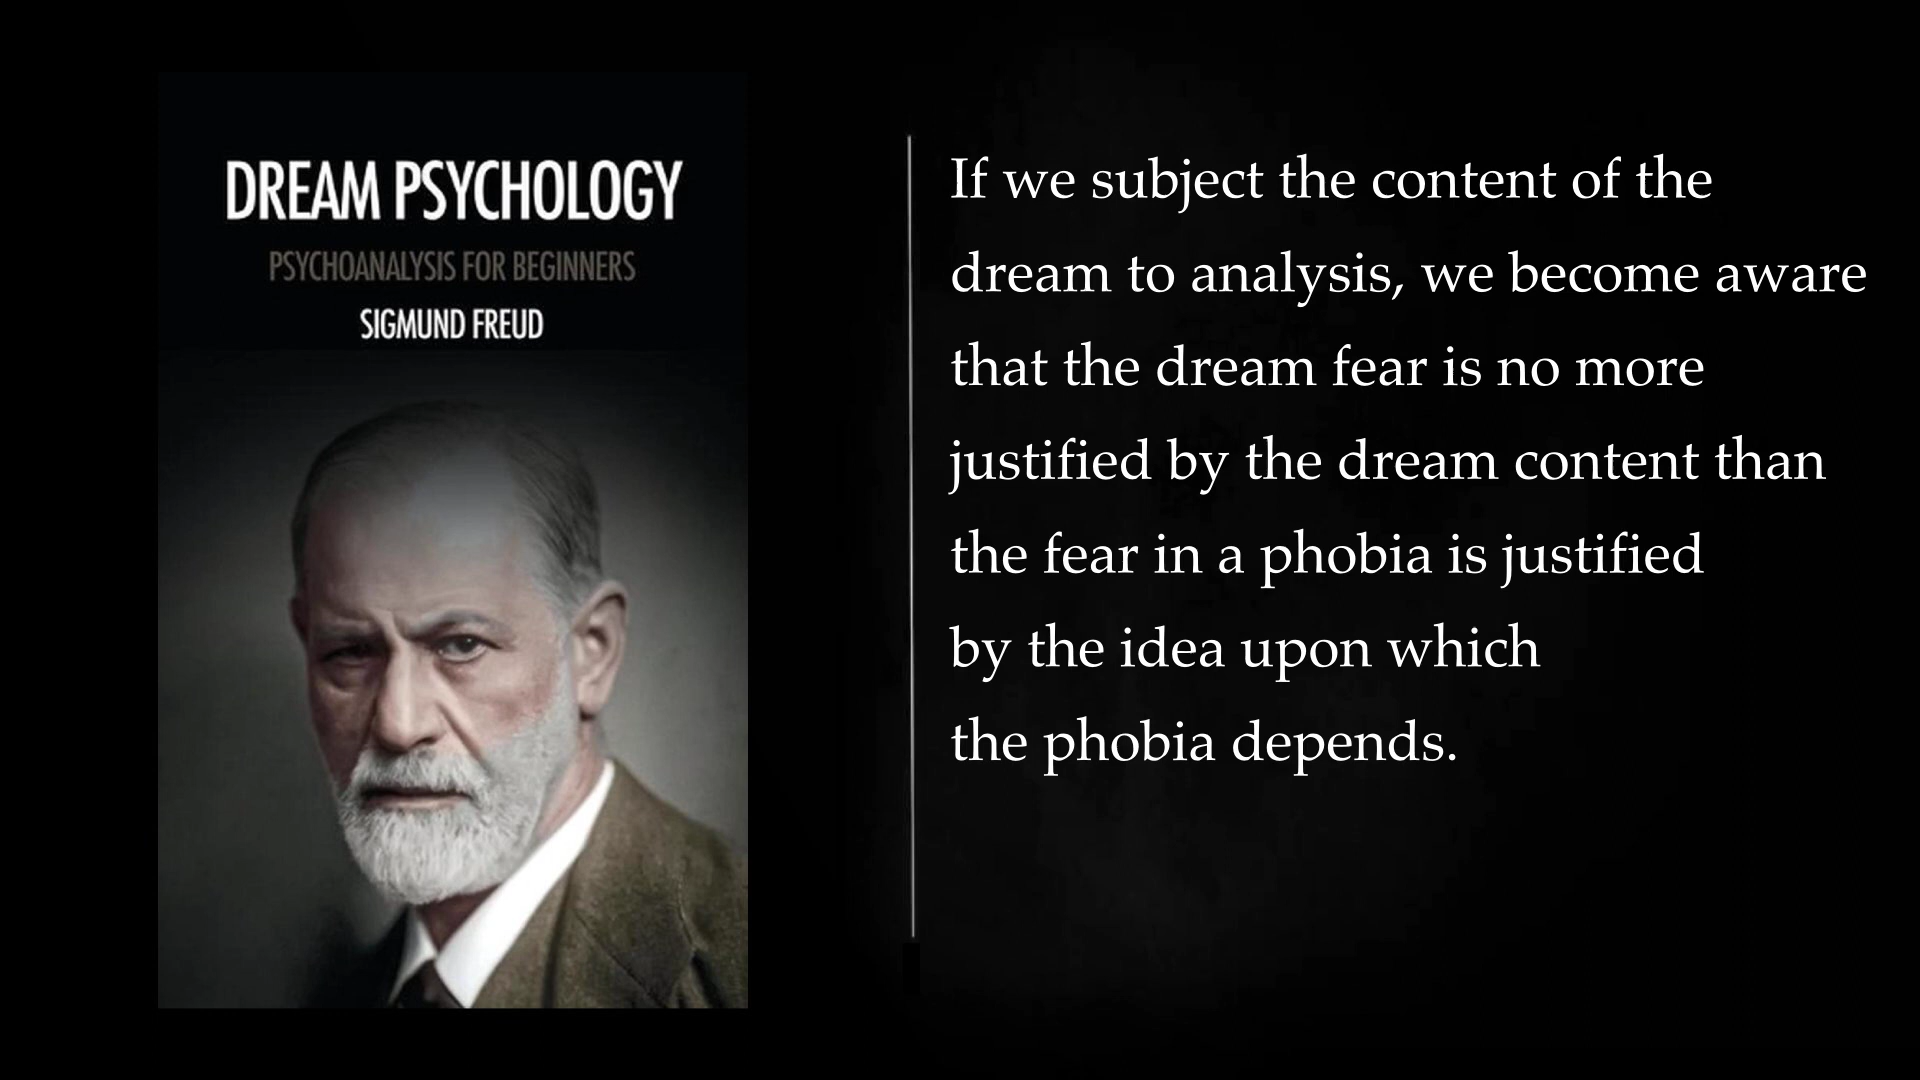 DREAM PSYCHOLOGY
PSYCHOANALYSIS FOR BEGINNERS
SIGMUND FREUD
If we subject the content of the
dream to analysis, we become aware
that the dream fear is no more
justified by the dream content than
the fear in a phobia is justified
by the idea upon which
the phobia depends.